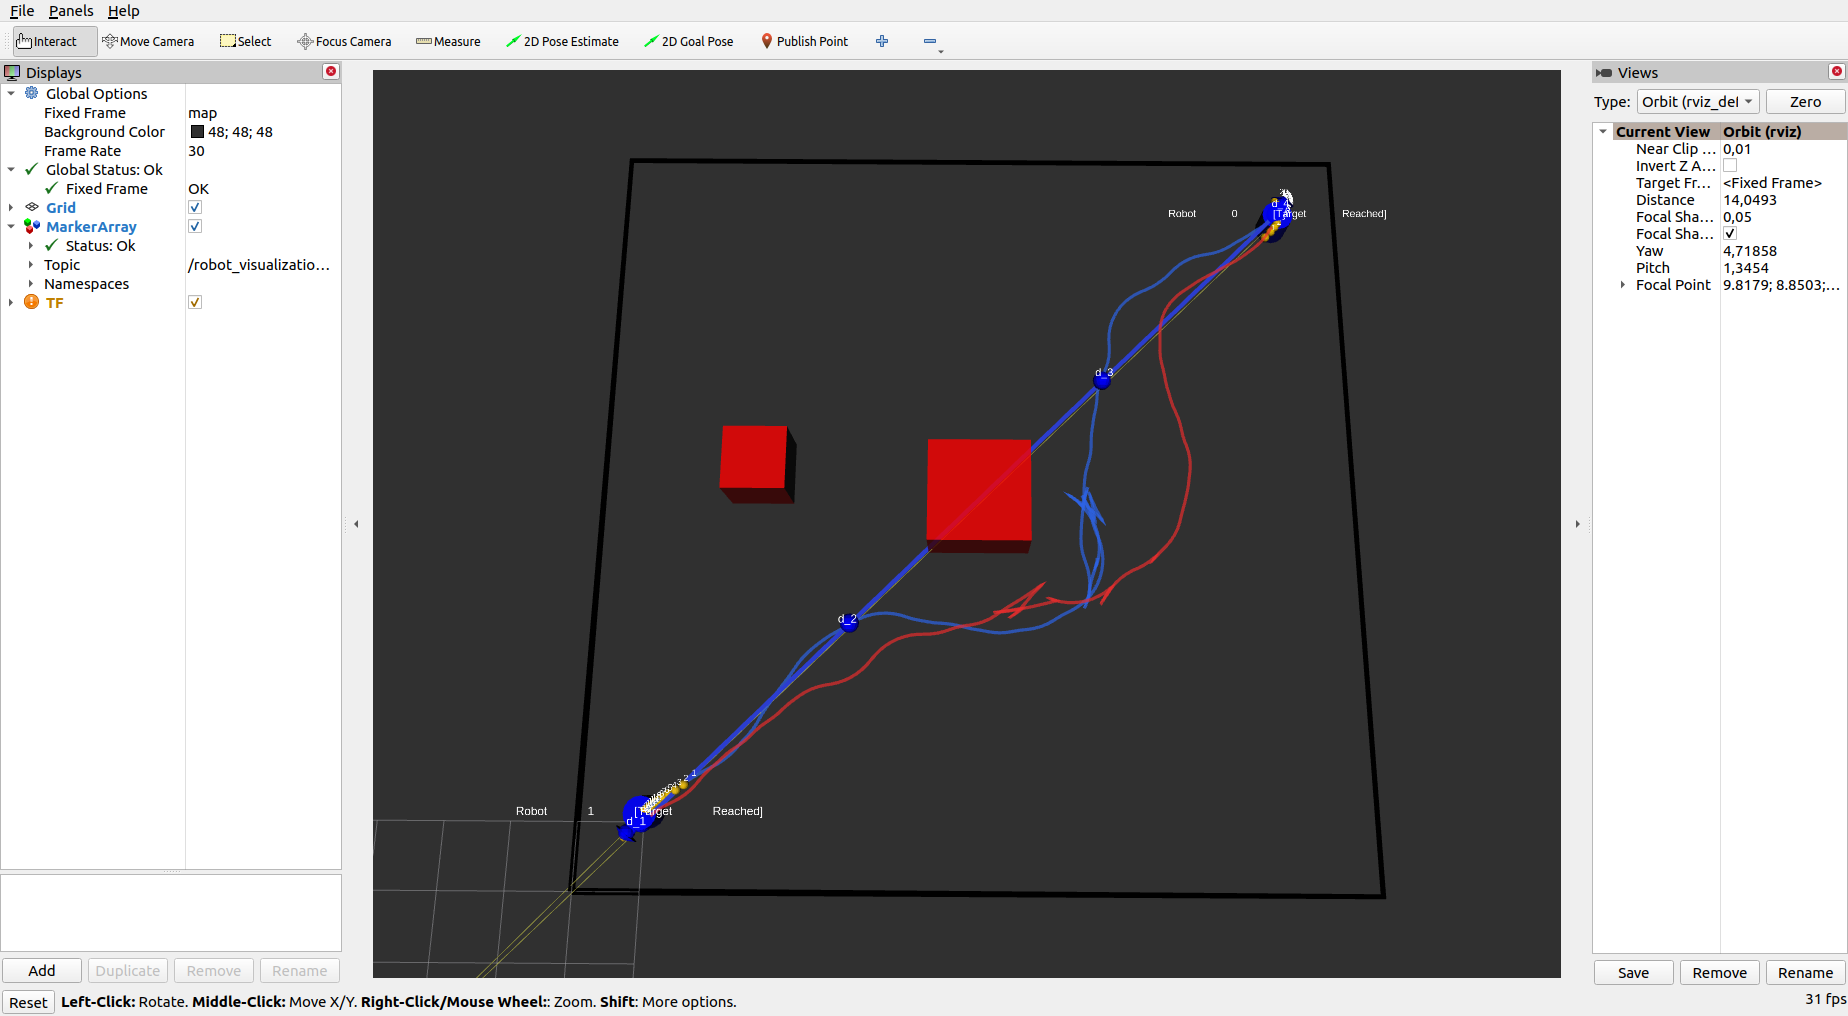 File Panels Help
Interact Move Camera Select Focus Camera Measure 2D Pose Estimate 2D Goal Pose Publish Point
Displays
Global Options
Fixed Frame map
Background Color 48; 48; 48
Frame Rate 30
Global Status: Ok
Fixed Frame OK
Grid
MarkerArray
Status: Ok
Topic /robot_visualizatio...
Namespaces
TF
Add Duplicate Remove Rename
Robot 0 [Target Reached]
d_4
d_3
d_2
2 1
Robot 1 [Target Reached]
d_1
Views
Type: Orbit (rviz_def Zero
Current View Orbit (rviz)
Near Clip ... 0,01
Invert Z A...
Target Fr... <Fixed Frame>
Distance 14,0493
Focal Sha... 0,05
Focal Sha...
Yaw 4,71858
Pitch 1,3454
Focal Point 9.8179; 8.8503;...
Save Remove Rename
Reset Left-Click: Rotate. Middle-Click: Move X/Y. Right-Click/Mouse Wheel:: Zoom. Shift: More options.
31 fps